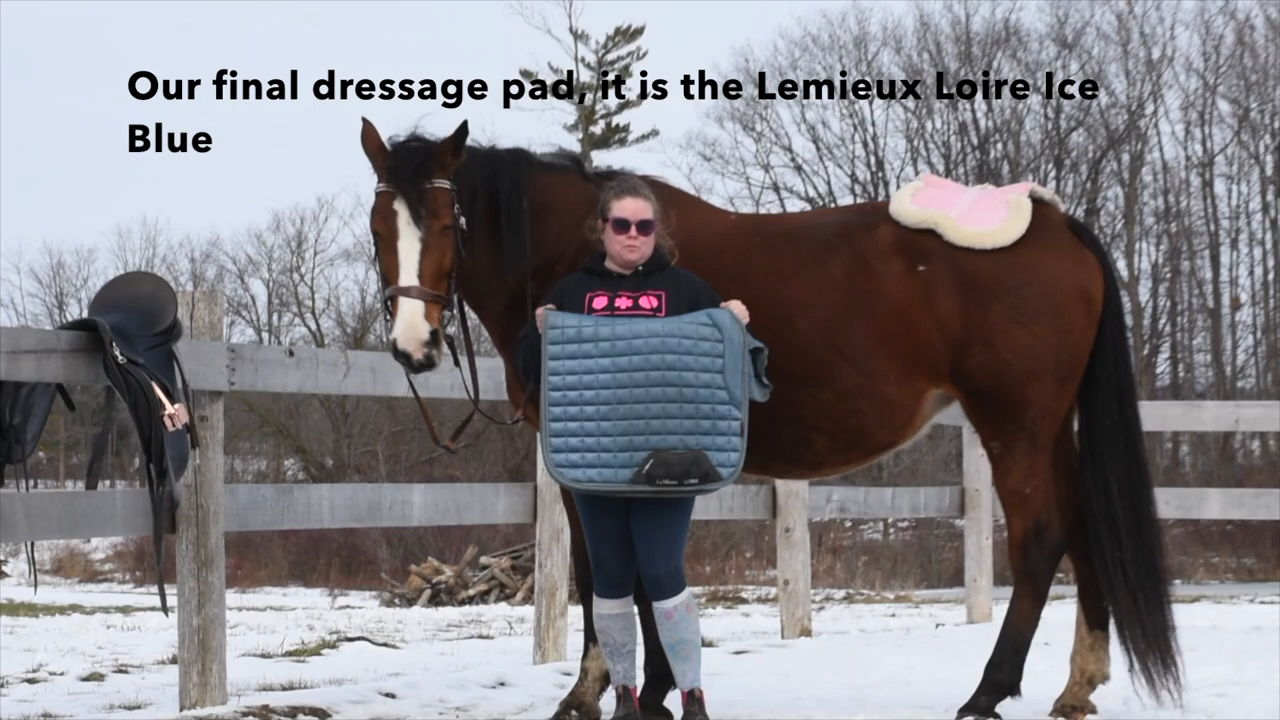 Our final dressage pad, it is the Lemieux Loire Ice
Blue